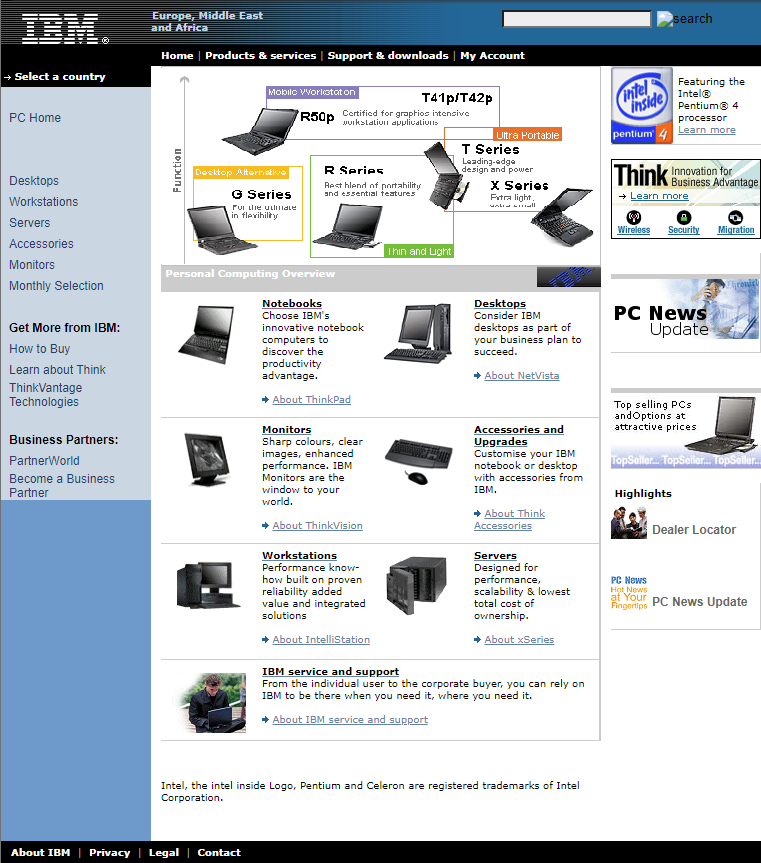 IBM®
Europe, Middle East
and Africa
search
Home | Products & services | Support & downloads | My Account
Select a country
PC Home
Desktops
Workstations
Servers
Accessories
Monitors
Monthly Selection
Get More from IBM:
How to Buy
Learn about Think
ThinkVantage
Technologies
Business Partners:
PartnerWorld
Become a Business
Partner
Function
Mobile Workstation
T41p/T42p
R50p
Certified for graphics intensive
workstation applications
Ultra Portable
T Series
Leading-edge
design and power
Desktop Alternative
G Series
For the ultimate
in flexibility
R Series
Best blend of portability
and essential features
X Series
Extra light,
extra small
Thin and Light
Personal Computing Overview
IBM
Notebooks
Choose IBM's
innovative notebook
computers to
discover the
productivity
advantage.
About ThinkPad
Desktops
Consider IBM
desktops as part of
your business plan to
succeed.
About NetVista
Monitors
Sharp colours, clear
images, enhanced
performance. IBM
Monitors are the
window to your
world.
About ThinkVision
Accessories and
Upgrades
Customise your IBM
notebook or desktop
with accessories from
IBM.
About Think
Accessories
Workstations
Performance know-
how built on proven
reliability added
value and integrated
solutions
About IntelliStation
Servers
Designed for
performance,
scalability & lowest
total cost of
ownership.
About xSeries
IBM service and support
From the individual user to the corporate buyer, you can rely on
IBM to be there when you need it, where you need it.
About IBM service and support
Intel, the intel inside Logo, Pentium and Celeron are registered trademarks of Intel
Corporation.
intel
inside
pentium 4
Featuring the
Intel®
Pentium® 4
processor
Learn more
Think Innovation for
Business Advantage
Learn more
Wireless Security Migration
PC News
Update
Top selling PCs
andOptions at
attractive prices
TopSeller... TopSeller... TopSeller...
Highlights
Dealer Locator
PC News
Hot News
at Your
Fingertips
PC News Update
About IBM | Privacy | Legal | Contact